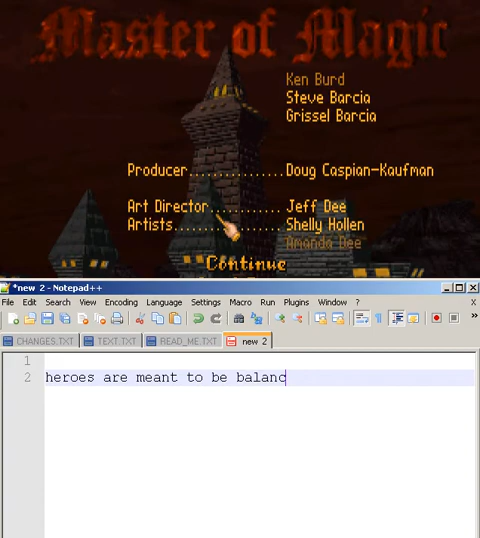 Master of Magic
Ken Burd
Steve Barcia
Grissel Barcia
Producer................Doug Caspian-Kaufman
Art Director............ Jeff Dee
Artists.................. Shelly Hollen
Amanda Dee
Continue
*new 2 - Notepad++
File Edit Search View Encoding Language Settings Macro Run Plugins Window ? X
CHANGES.TXT TEXT.TXT READ_ME.TXT new 2
1
2 heroes are meant to be balanc